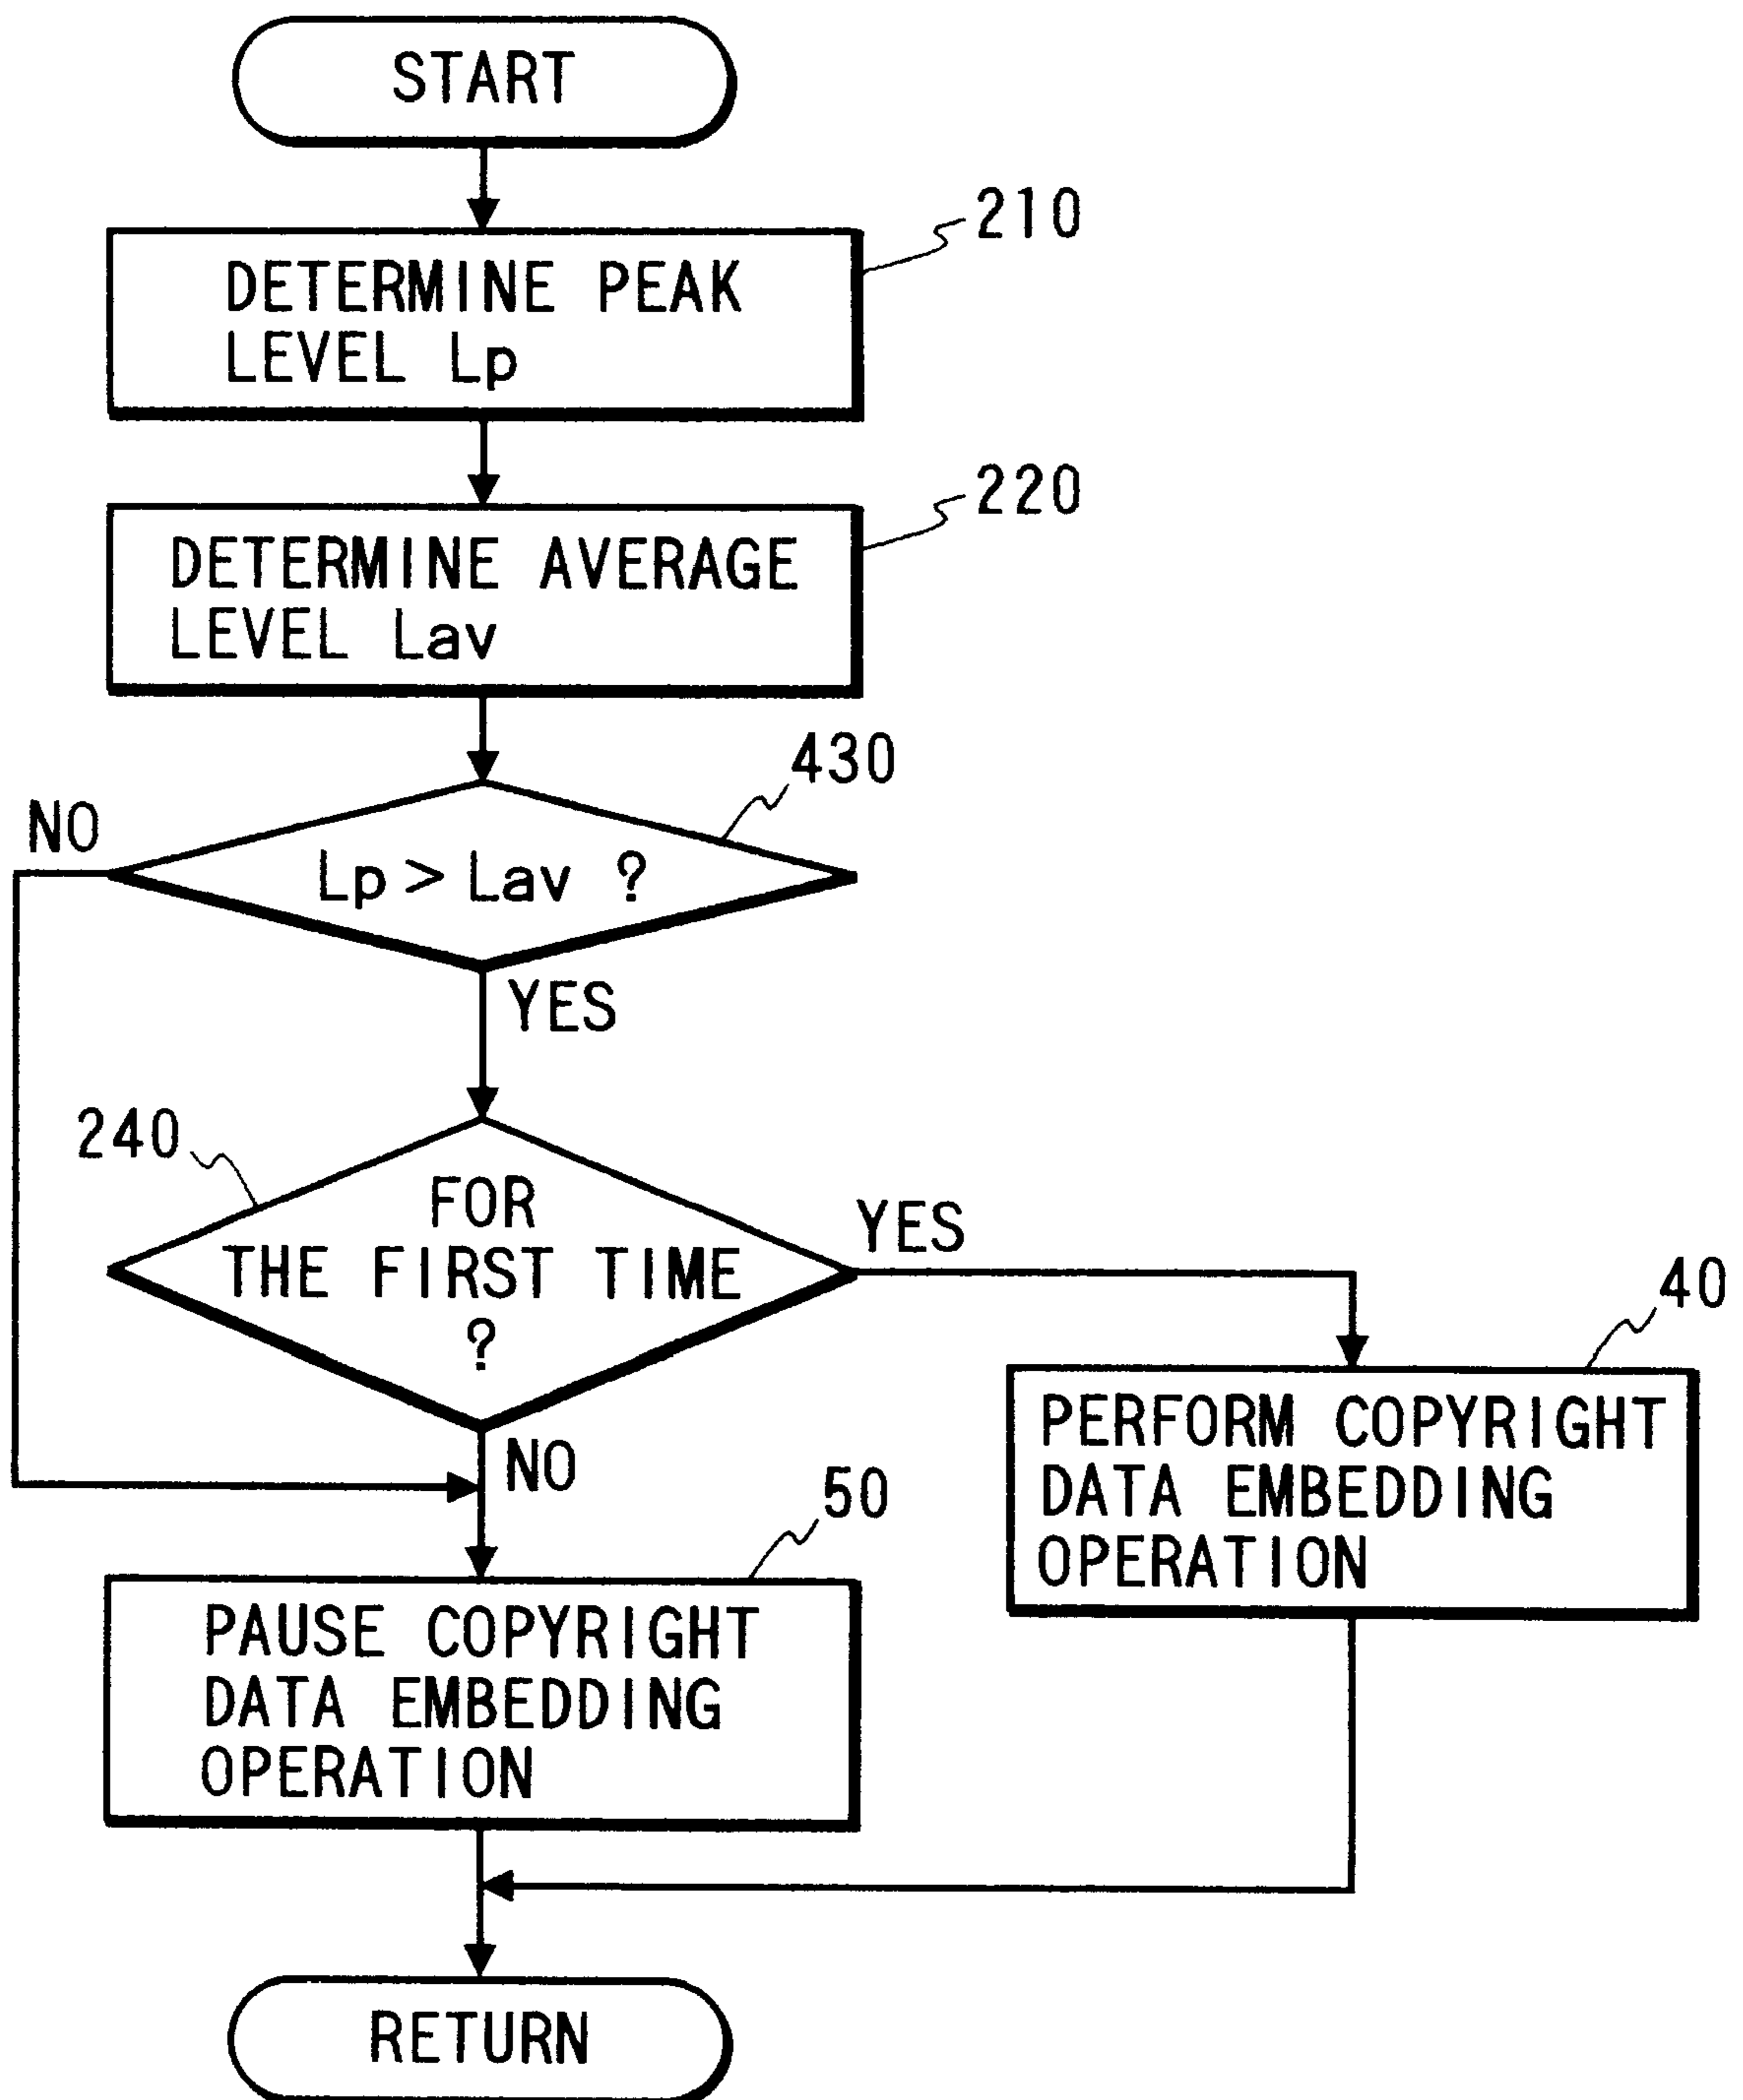 START
210
DETERMINE PEAK
LEVEL Lp
220
DETERMINE AVERAGE
LEVEL Lav
430
NO
Lp > Lav ?
YES
240
FOR
THE FIRST TIME
?
YES
40
NO
PERFORM COPYRIGHT
DATA EMBEDDING
OPERATION
50
PAUSE COPYRIGHT
DATA EMBEDDING
OPERATION
RETURN